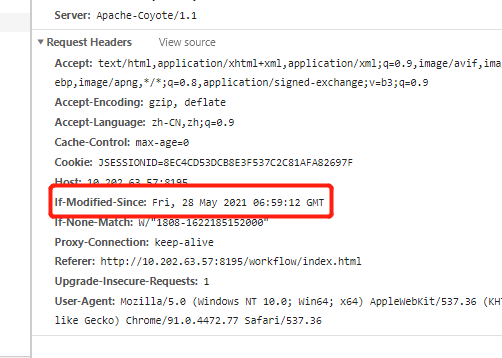 Server: Apache-Coyote/1.1
Request Headers View source
Accept: text/html,application/xhtml+xml,application/xml;q=0.9,image/avif,ima
ebp,image/apng,*/*;q=0.8,application/signed-exchange;v=b3;q=0.9
Accept-Encoding: gzip, deflate
Accept-Language: zh-CN,zh;q=0.9
Cache-Control: max-age=0
Cookie: JSESSIONID=8EC4CD53DCB8E3F537C2C81AFA82697F
Host: 10.202.63.57:8195
If-Modified-Since: Fri, 28 May 2021 06:59:12 GMT
If-None-Match: W/"1808-1622185152000"
Proxy-Connection: keep-alive
Referer: http://10.202.63.57:8195/workflow/index.html
Upgrade-Insecure-Requests: 1
User-Agent: Mozilla/5.0 (Windows NT 10.0; Win64; x64) AppleWebKit/537.36 (KHT
like Gecko) Chrome/91.0.4472.77 Safari/537.36